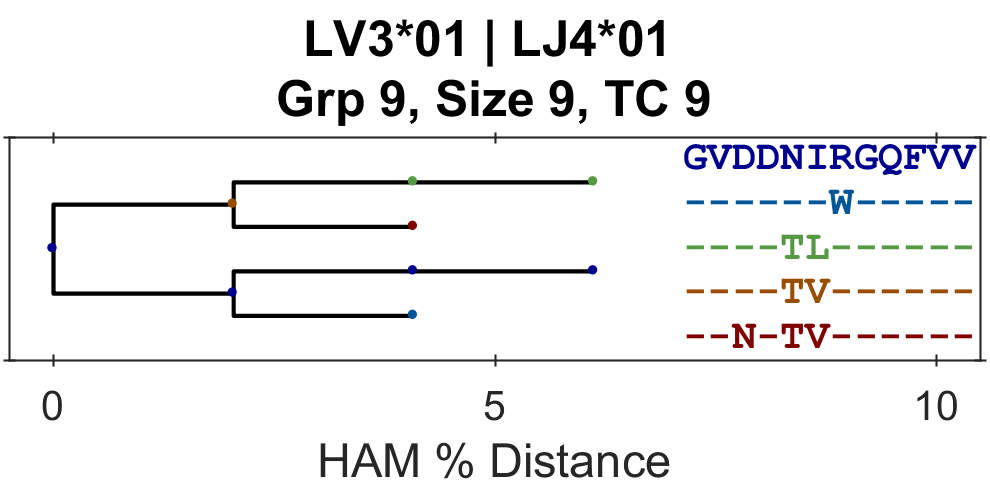 LV3*01 | LJ4*01
Grp 9, Size 9, TC 9
GVDDNIRGQFVV
------W-----
----TL------
----TV------
--N-TV------
0 5 10
HAM % Distance